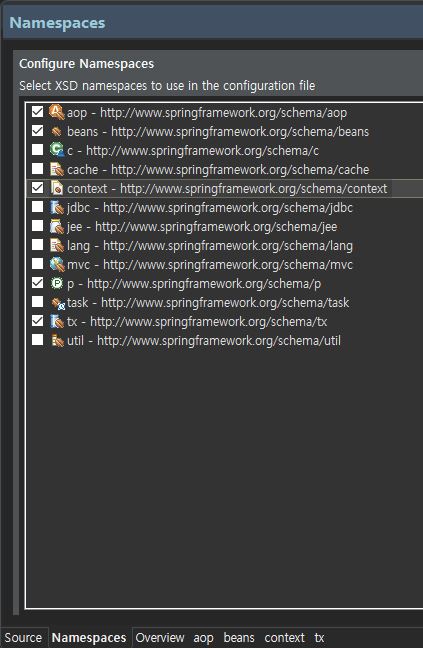 Namespaces
Configure Namespaces
Select XSD namespaces to use in the configuration file
aop - http://www.springframework.org/schema/aop
beans - http://www.springframework.org/schema/beans
c - http://www.springframework.org/schema/c
cache - http://www.springframework.org/schema/cache
context - http://www.springframework.org/schema/context
jdbc - http://www.springframework.org/schema/jdbc
jee - http://www.springframework.org/schema/jee
lang - http://www.springframework.org/schema/lang
mvc - http://www.springframework.org/schema/mvc
p - http://www.springframework.org/schema/p
task - http://www.springframework.org/schema/task
tx - http://www.springframework.org/schema/tx
util - http://www.springframework.org/schema/util
Source Namespaces Overview aop beans context tx